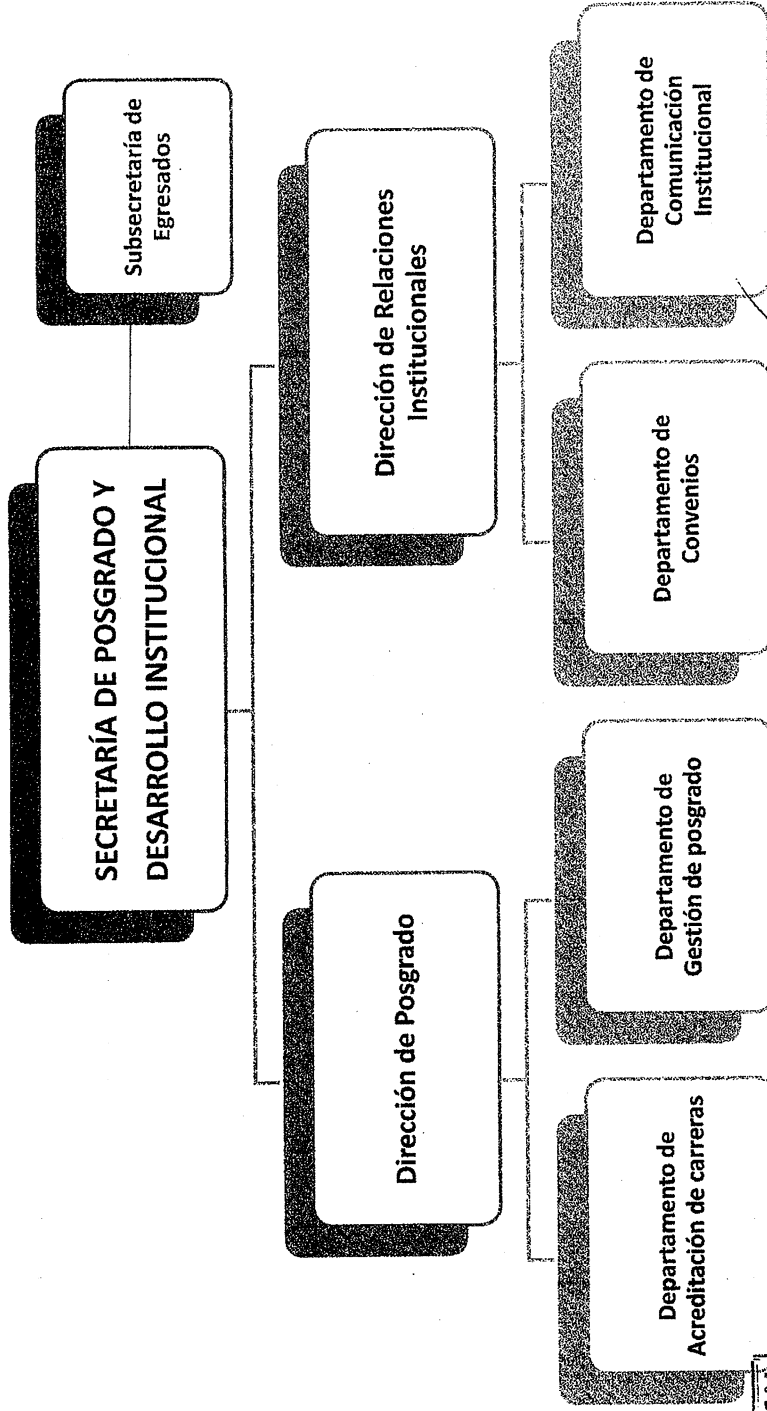 SECRETARÍA DE POSGRADO Y
DESARROLLO INSTITUCIONAL
Subsecretaría de
Egresados
Dirección de Posgrado
Dirección de Relaciones
Institucionales
Departamento de
Acreditación de carreras
Departamento de
Gestión de posgrado
Departamento de
Convenios
Departamento de
Comunicación
Institucional